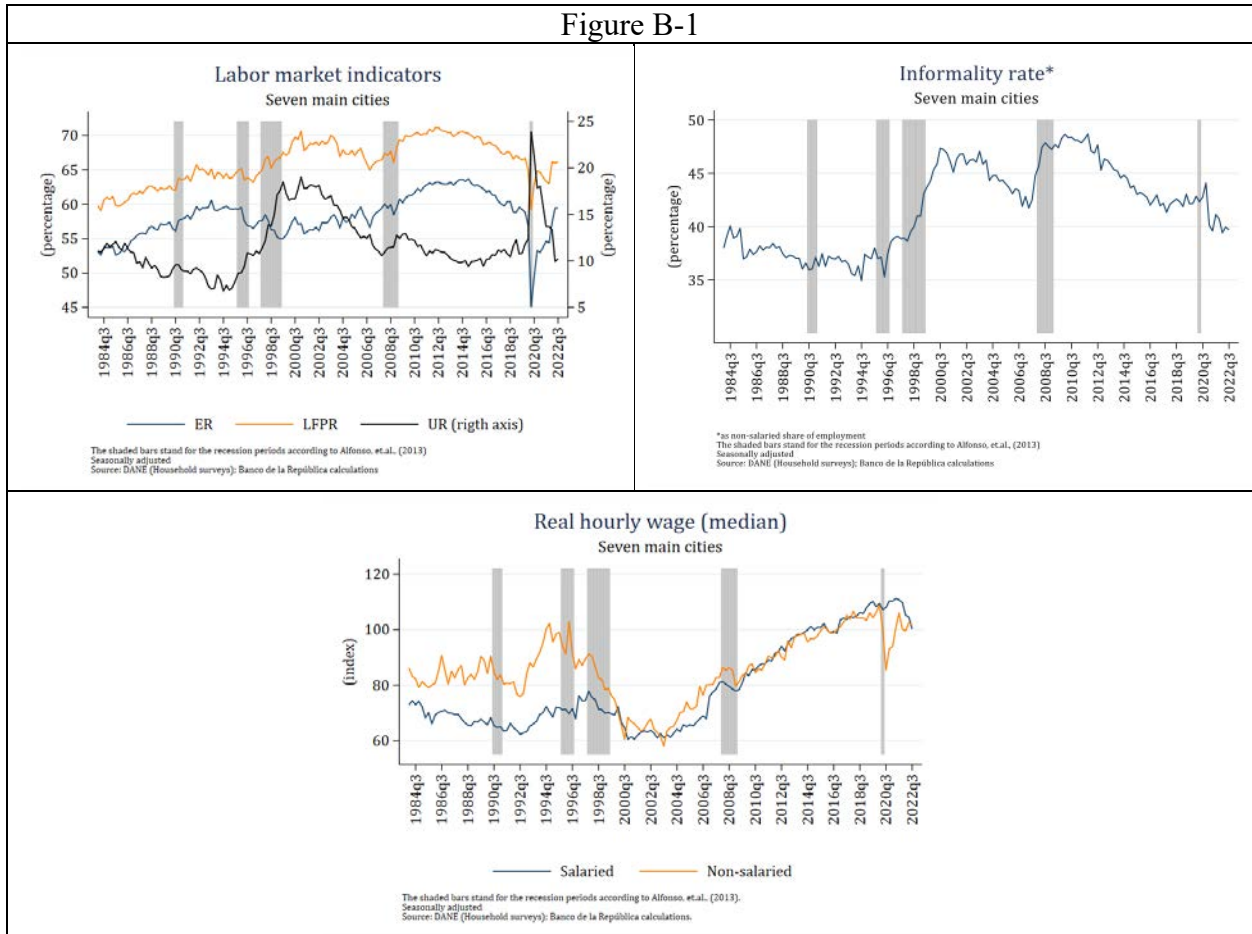 Figure B-1
Labor market indicators
Seven main cities
(percentage)
70
65
60
55
50
45
24
20
15
10
5
(percentage)
1984q3
1986q3
1988q3
1990q3
1992q3
1994q3
1996q3
1998q3
2000q3
2002q3
2004q3
2006q3
2008q3
2010q3
2012q3
2014q3
2016q3
2018q3
2020q3
2022q3
ER
LFPR
UR (rigth axis)
The shaded bars stand for the recession periods according to Alfonso, et.al., (2013)
Seasonally adjusted
Source: DANE (Household surveys); Banco de la República calculations
Informality rate*
Seven main cities
(percentage)
50
45
40
35
1984q3
1986q3
1988q3
1990q3
1992q3
1994q3
1996q3
1998q3
2000q3
2002q3
2004q3
2006q3
2008q3
2010q3
2012q3
2014q3
2016q3
2018q3
2020q3
2022q3
*as non-salaried share of employment
The shaded bars stand for the recession periods according to Alfonso, et.al., (2013)
Seasonally adjusted
Source: DANE (Household surveys); Banco de la República calculations
Real hourly wage (median)
Seven main cities
(index)
120
100
80
60
1984q3
1986q3
1988q3
1990q3
1992q3
1994q3
1996q3
1998q3
2000q3
2002q3
2004q3
2006q3
2008q3
2010q3
2012q3
2014q3
2016q3
2018q3
2020q3
2022q3
Salaried
Non-salaried
The shaded bars stand for the recession periods according to Alfonso, et.al., (2013).
Seasonally adjusted
Source: DANE (Household surveys); Banco de la República calculations.